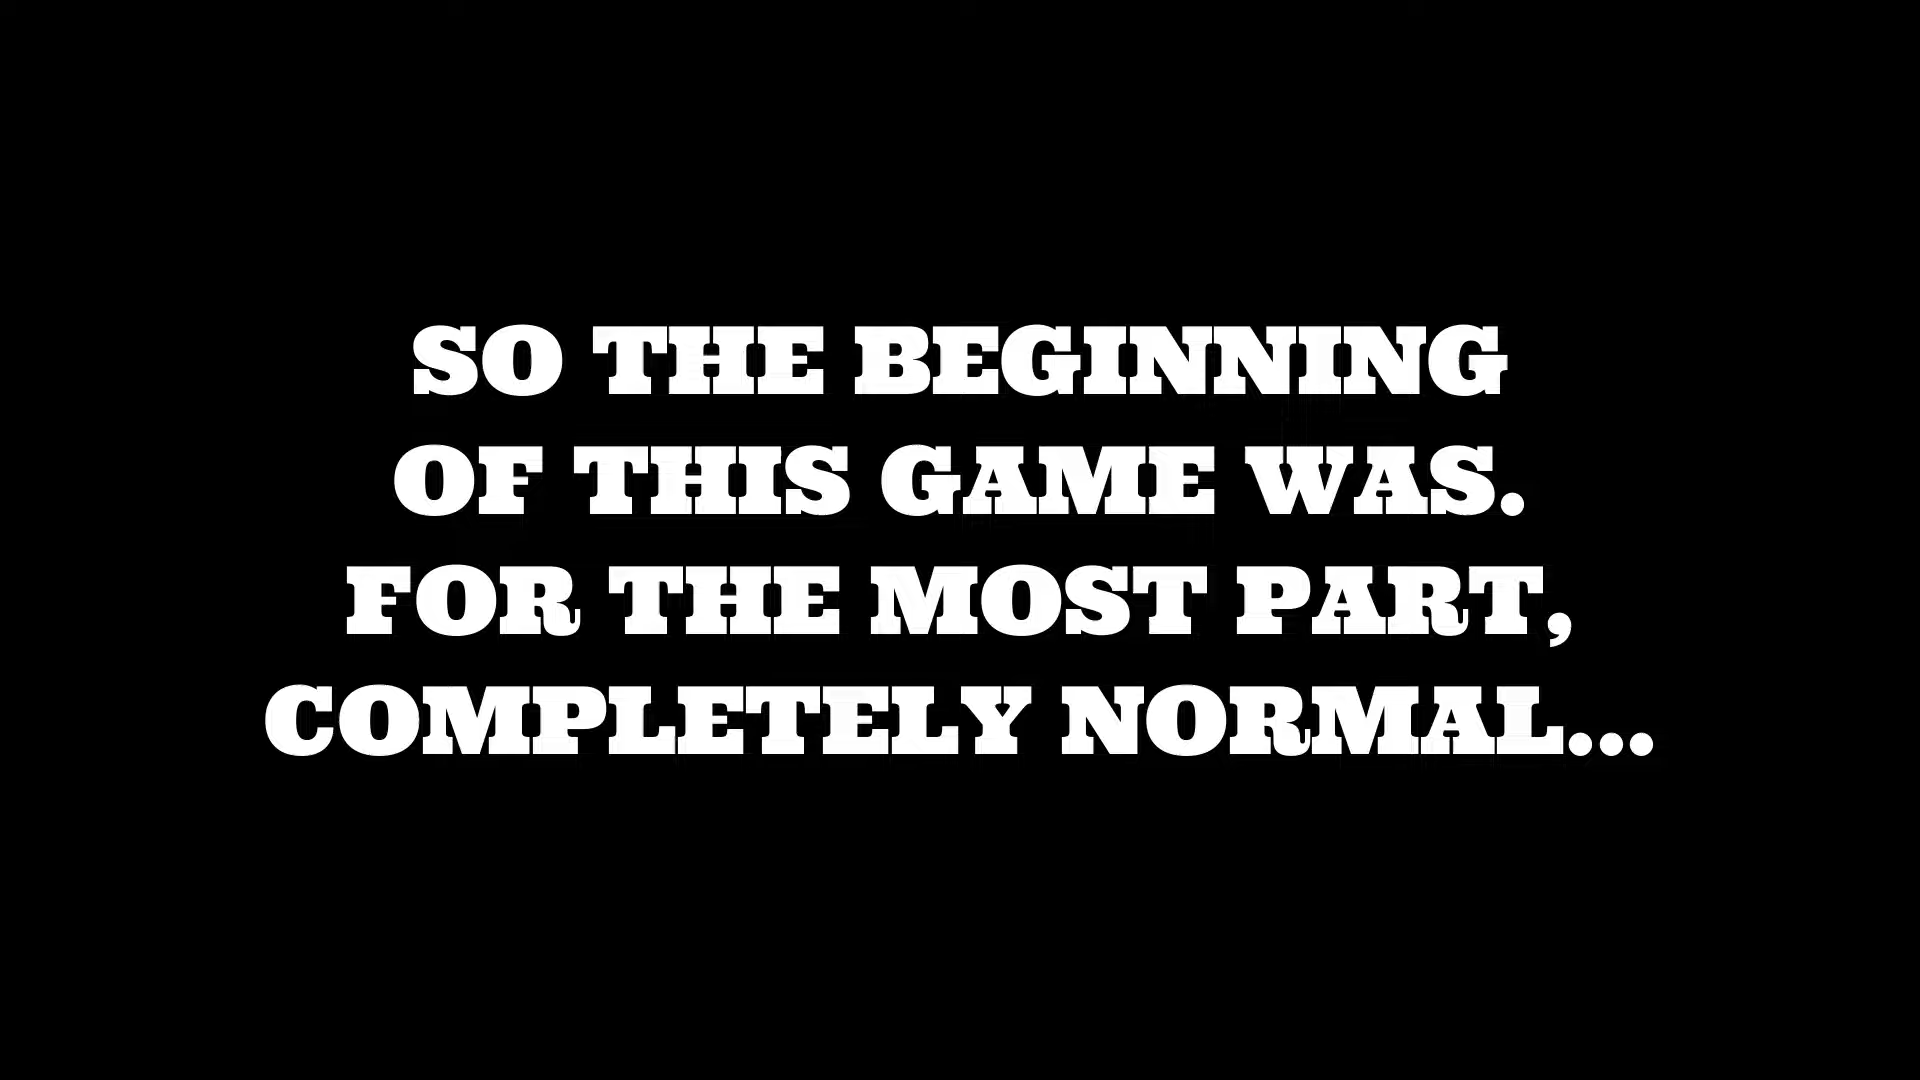 SO THE BEGINNING
OF THIS GAME WAS.
FOR THE MOST PART,
COMPLETELY NORMAL...